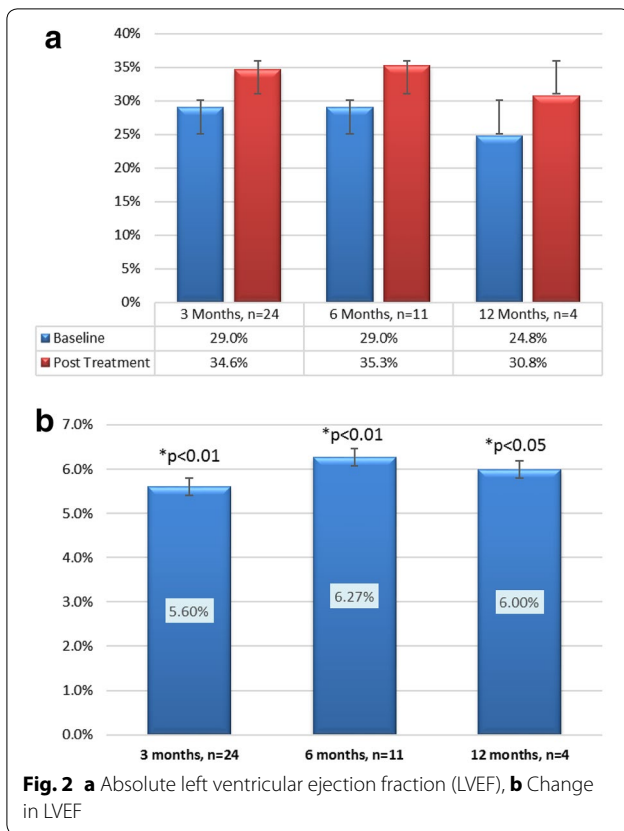 a
40%
35%
30%
25%
20%
15%
10%
5%
0%
3 Months, n=24 6 Months, n=11 12 Months, n=4
Baseline 29.0% 29.0% 24.8%
Post Treatment 34.6% 35.3% 30.8%
b
7.0%
6.0%
5.0%
4.0%
3.0%
2.0%
1.0%
0.0%
*p<0.01 *p<0.01 *p<0.05
5.60% 6.27% 6.00%
3 months, n=24 6 months, n=11 12 months, n=4
Fig. 2 a Absolute left ventricular ejection fraction (LVEF), b Change
in LVEF